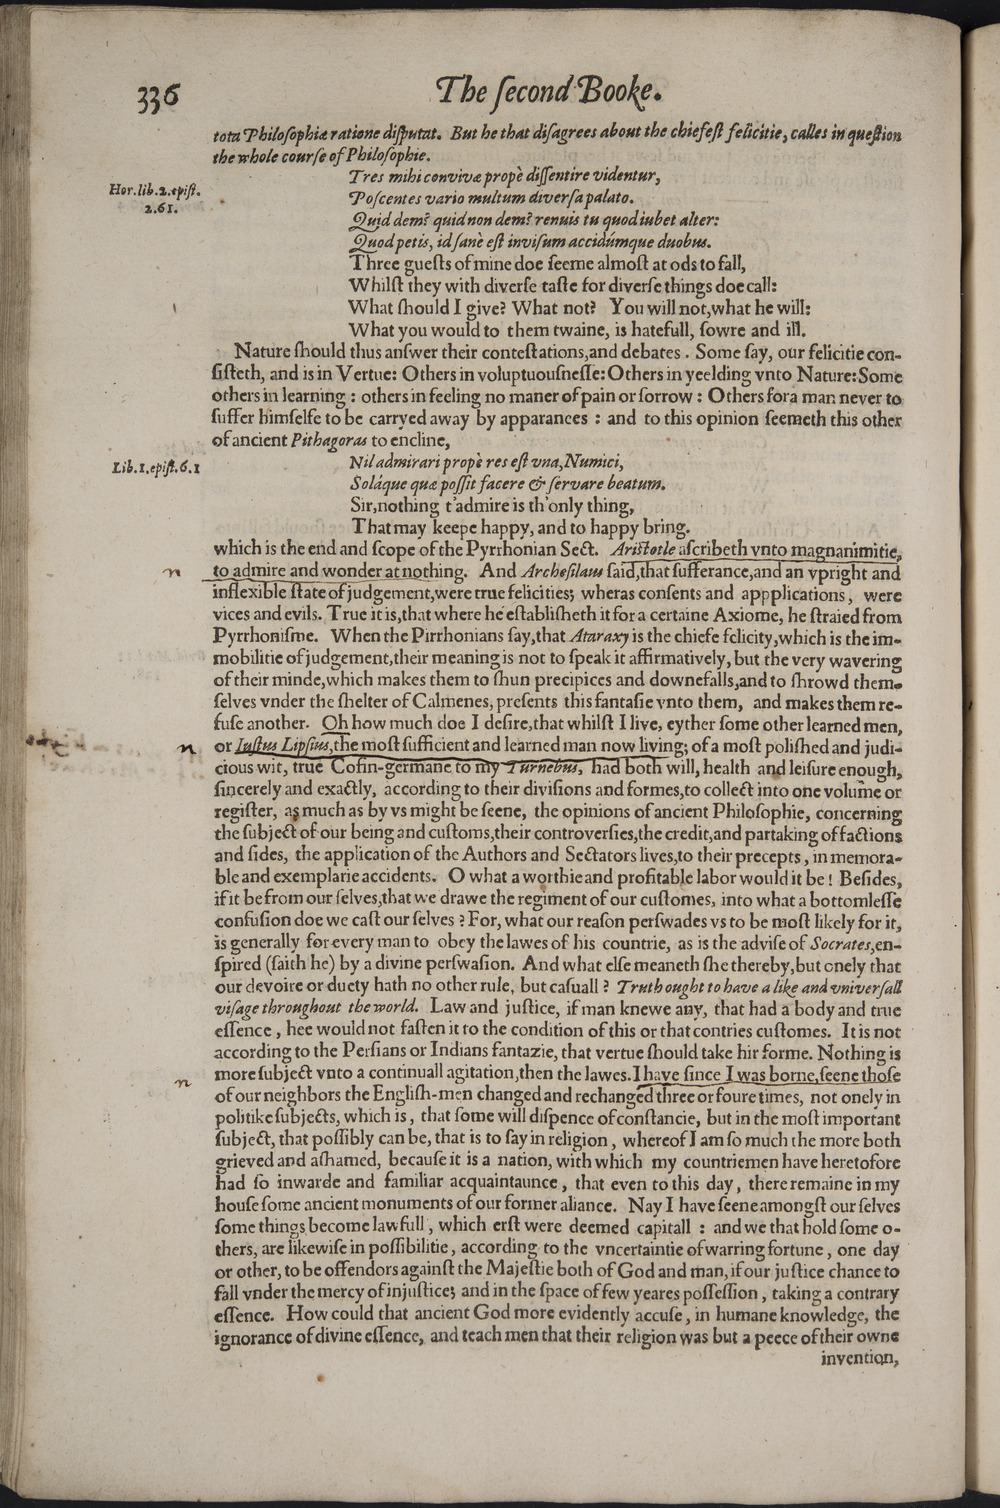 336
The ſecond Booke.
tota Philoſophiæ ratione diſputat. But he that diſagrees about the chiefeſt felicitie, calles in queſtion
the whole courſe of Philoſophie.
Tres mihi convivæ propè diſſentire videntur,
Hor. lib. 2. epiſt.
2.61.
Poſcentes vario multum diverſa palato.
Quid dem? quid non dem? renuis tu quod iubet alter:
Quod petis, id ſanè eſt inviſum accidúmque duobus.
Three gueſts of mine doe ſeeme almoſt at ods to fall,
Whilſt they with diverſe taſte for diverſe things doe call:
What ſhould I give? What not? You will not, what he will:
What you would to them twaine, is hatefull, ſowre and ill.
Nature ſhould thus anſwer their conteſtations, and debates. Some ſay, our felicitie con-
ſiſteth, and is in Vertue: Others in voluptuouſneſſe: Others in yeelding vnto Nature: Some
others in learning : others in feeling no maner of pain or ſorrow : Others for a man never to
ſuffer himſelfe to be carryed away by apparances : and to this opinion ſeemeth this other
of ancient Pithagoras to encline,
Lib. 1. epiſt. 6. 1
Nil admirari propè res eſt vna, Numici,
Soláque quæ poſſit facere & ſervare beatum.
Sir, nothing t'admire is th'only thing,
That may keepe happy, and to happy bring.
which is the end and ſcope of the Pyrrhonian Sect. Ariſtotle aſcribeth vnto magnanimitie,
n to admire and wonder at nothing. And Archeſilaus ſaid, that ſufferance, and an vpright and
inflexible ſtate of judgement, were true felicities; wheras conſents and appplications, were
vices and evils. True it is, that where he eſtabliſheth it for a certaine Axiome, he ſtraied from
Pyrrhoniſme. When the Pirrhonians ſay, that Ataraxy is the chiefe felicity, which is the im-
mobilitie of judgement, their meaning is not to ſpeak it affirmatively, but the very wavering
of their minde, which makes them to ſhun precipices and downefalls, and to ſhrowd them-
ſelves vnder the ſhelter of Calmenes, preſents this fantaſie vnto them, and makes them re-
fuſe another. Oh how much doe I deſire, that whilſt I live, eyther ſome other learned men,
n or Iuſtus Lipſius, the moſt ſufficient and learned man now living; of a moſt poliſhed and judi-
cious wit, true Coſin-germane to my Turnebus, had both will, health and leiſure enough,
ſincerely and exactly, according to their diviſions and formes, to collect into one volume or
regiſter, as much as by vs might be ſeene, the opinions of ancient Philoſophie, concerning
the ſubject of our being and cuſtoms, their controverſies, the credit, and partaking of factions
and ſides, the application of the Authors and Sectators lives, to their precepts, in memora-
ble and exemplarie accidents. O what a worthie and profitable labor would it be! Beſides,
if it be from our ſelves, that we drawe the regiment of our cuſtomes, into what a bottomleſſe
confuſion doe we caſt our ſelves? For, what our reaſon perſwades vs to be moſt likely for it,
is generally for every man to obey the lawes of his countrie, as is the adviſe of Socrates, en-
ſpired (ſaith he) by a divine perſwaſion. And what elſe meaneth ſhe thereby, but onely that
our devoire or duety hath no other rule, but caſuall? Truth ought to have a like and vniverſall
viſage throughout the world. Law and juſtice, if man knewe any, that had a body and true
eſſence, hee would not faſten it to the condition of this or that contries cuſtomes. It is not
according to the Perſians or Indians fantazie, that vertue ſhould take hir forme. Nothing is
n more ſubject vnto a continuall agitation, then the lawes. I have ſince I was borne, ſeene thoſe
of our neighbors the Engliſh-men changed and rechanged three or foure times, not onely in
politike ſubjects, which is, that ſome will diſpence of conſtancie, but in the moſt important
ſubject, that poſſibly can be, that is to ſay in religion, whereof I am ſo much the more both
grieved and aſhamed, becauſe it is a nation, with which my countriemen have heretofore
had ſo inwarde and familiar acquaintaunce, that even to this day, there remaine in my
houſe ſome ancient monuments of our former aliance. Nay I have ſeene amongſt our ſelves
ſome things become lawfull, which erſt were deemed capitall : and we that hold ſome o-
thers, are likewiſe in poſſibilitie, according to the vncertaintie of warring fortune, one day
or other, to be offendors againſt the Majeſtie both of God and man, if our juſtice chance to
fall vnder the mercy of injuſtice; and in the ſpace of few yeares poſſeſſion, taking a contrary
eſſence. How could that ancient God more evidently accuſe, in humane knowledge, the
ignorance of divine eſſence, and teach men that their religion was but a peece of their owne
invention,